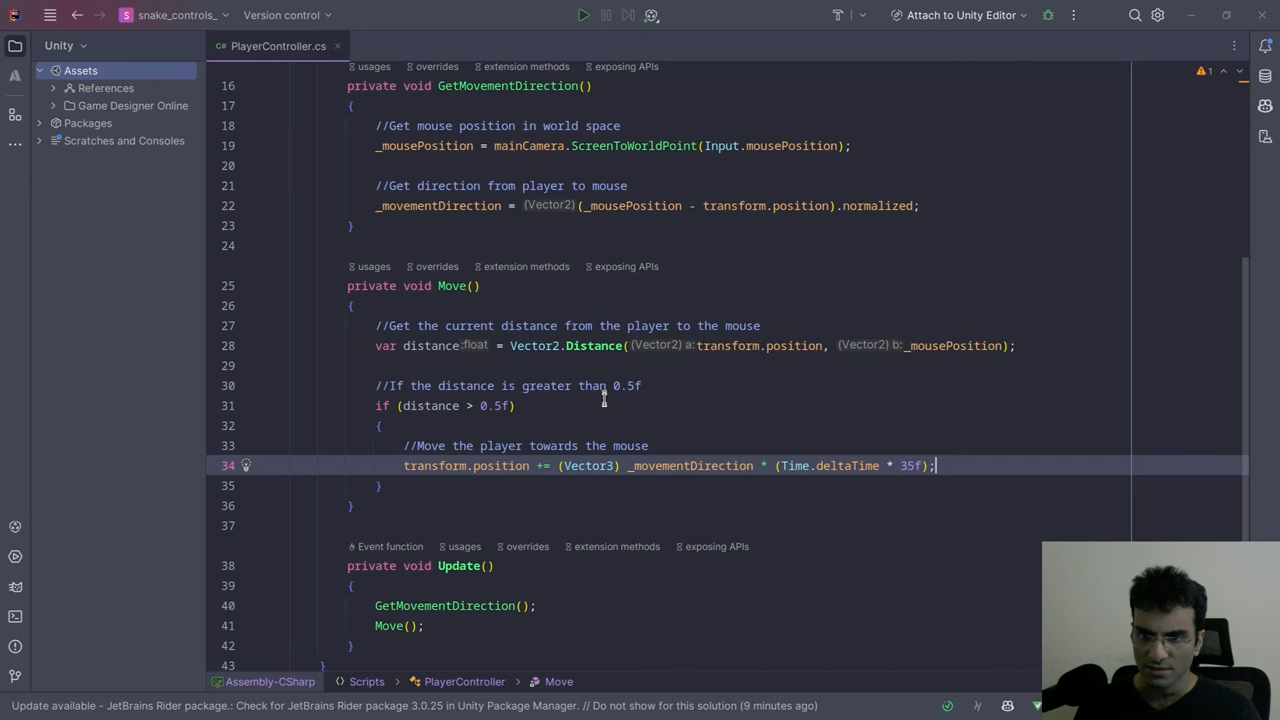 snake_controls_
Version control
Attach to Unity Editor
Unity
PlayerController.cs
Assets
References
Game Designer Online
Packages
Scratches and Consoles
1
usages overrides extension methods exposing APIs
16 private void GetMovementDirection()
17 {
18 //Get mouse position in world space
19 _mousePosition = mainCamera.ScreenToWorldPoint(Input.mousePosition);
20
21 //Get direction from player to mouse
22 _movementDirection = (Vector2)(_mousePosition - transform.position).normalized;
23 }
24
usages overrides extension methods exposing APIs
25 private void Move()
26 {
27 //Get the current distance from the player to the mouse
28 var distance:float = Vector2.Distance((Vector2) a:transform.position, (Vector2) b:_mousePosition);
29
30 //If the distance is greater than 0.5f
31 if (distance > 0.5f)
32 {
33 //Move the player towards the mouse
34 transform.position += (Vector3) _movementDirection * (Time.deltaTime * 35f);
35 }
36 }
37
Event function usages overrides extension methods exposing APIs
38 private void Update()
39 {
40 GetMovementDirection();
41 Move();
42 }
43 }
Assembly-CSharp Scripts PlayerController Move
Update available - JetBrains Rider package.: Check for JetBrains Rider package 3.0.25 in Unity Package Manager. // Do not show for this solution (9 minutes ago)